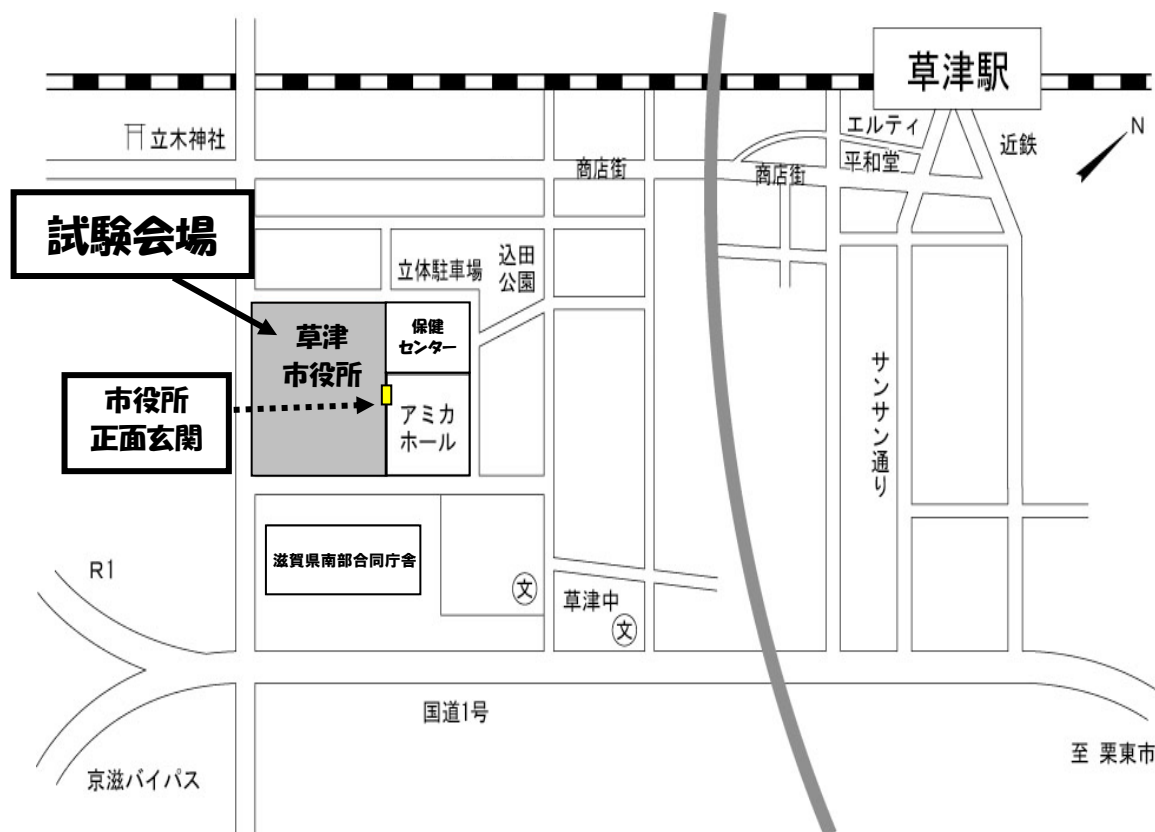 草津駅
エルティ
近鉄
N
立木神社
平和堂
商店街
商店街
試験会場
込田
公園
立体駐車場
草津
市役所
保健
センター
市役所
正面玄関
アミカ
ホール
サンサン通り
滋賀県南部合同庁舎
R1
文
草津中
文
国道1号
至 栗東市
京滋バイパス